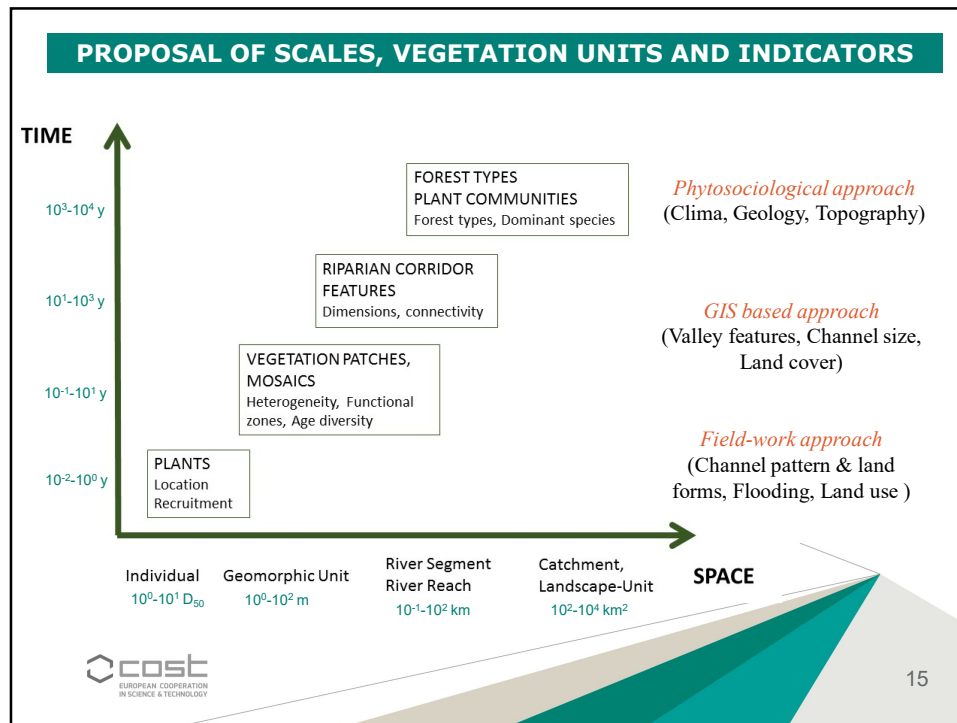 PROPOSAL OF SCALES, VEGETATION UNITS AND INDICATORS
TIME
10³-10⁴ y
10¹-10³ y
10⁻¹-10¹ y
10⁻²-10⁰ y
FOREST TYPES
PLANT COMMUNITIES
Forest types, Dominant species
RIPARIAN CORRIDOR
FEATURES
Dimensions, connectivity
VEGETATION PATCHES,
MOSAICS
Heterogeneity, Functional
zones, Age diversity
PLANTS
Location
Recruitment
Phytosociological approach
(Clima, Geology, Topography)
GIS based approach
(Valley features, Channel size,
Land cover)
Field-work approach
(Channel pattern & land
forms, Flooding, Land use )
Individual
10⁰-10¹ D₅₀
Geomorphic Unit
10⁰-10² m
River Segment
River Reach
10⁻¹-10² km
Catchment,
Landscape-Unit
10²-10⁴ km²
SPACE
cost
EUROPEAN COOPERATION
IN SCIENCE & TECHNOLOGY
15